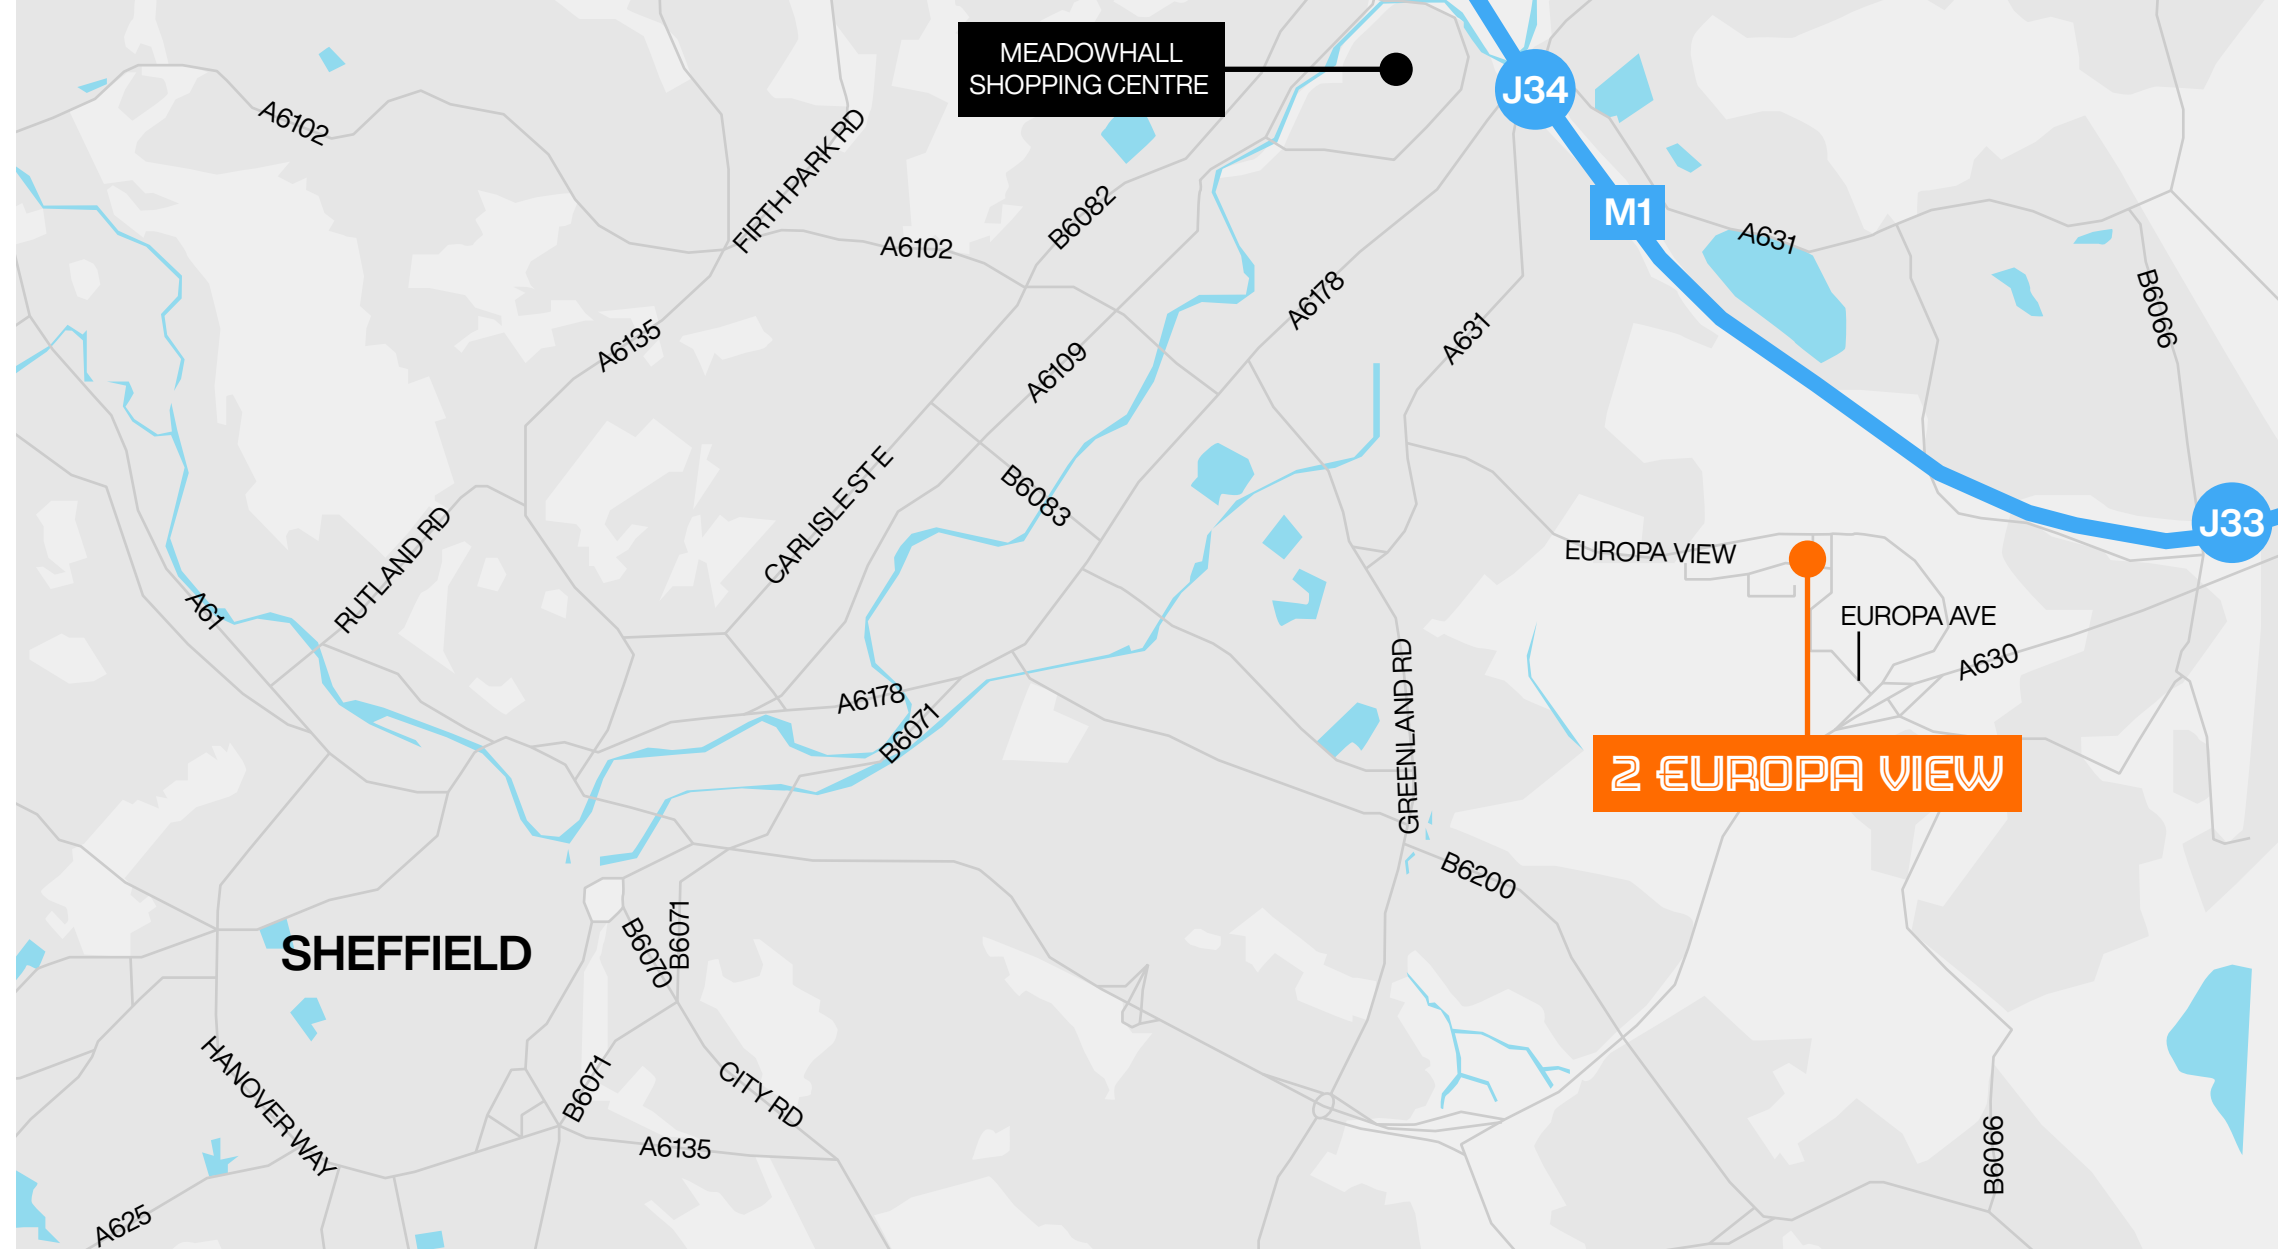 MEADOWHALL
SHOPPING CENTRE
J34
A6102
FIRTH PARK RD
M1
B6082
A6102
A631
A6178
B6066
A6135
A631
A6109
CARLISLE ST E
B6083
RUTLAND RD
J33
EUROPA VIEW
A61
EUROPA AVE
A630
A6178
B6071
GREENLAND RD
2 EUROPA VIEW
B6200
SHEFFIELD
B6070
B6071
HANOVER WAY
B6071
CITY RD
A6135
B6066
A625